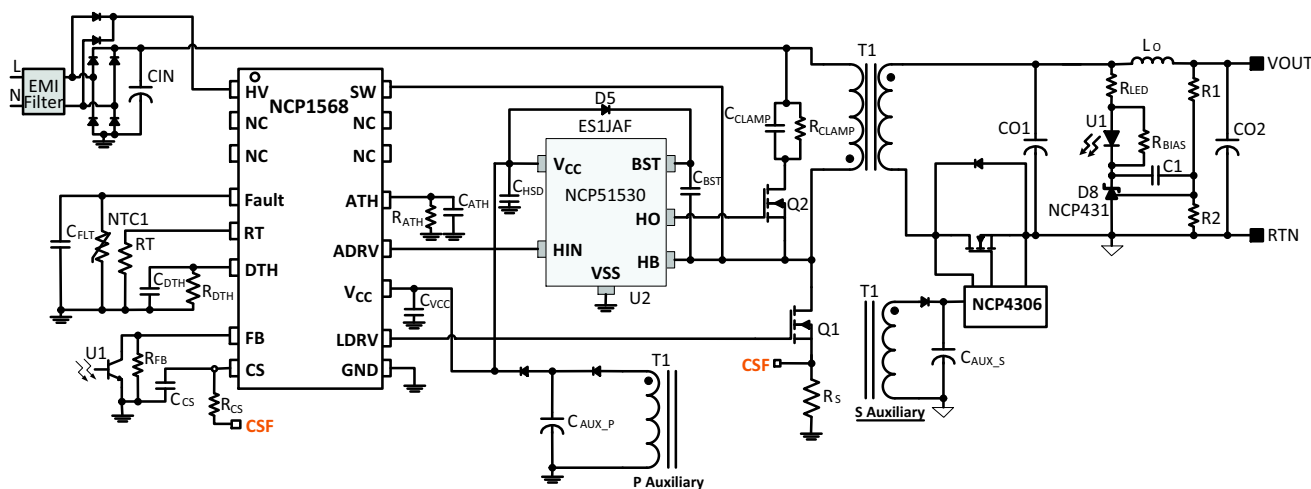 L
N
EMI
Filter
CIN
NCP1568
HV
NC
NC
Fault
RT
DTH
FB
CS
SW
NC
NC
ATH
ADRV
VCC
LDRV
GND
CFLT
NTC1
RT
CDTH
RDTH
U1
RFB
CCS
RCS
CSF
RATH
CATH
CVCC
D5
ES1JAF
VCC
BST
NCP51530
HO
HIN
HB
VSS
U2
CHSD
CBST
CCLAMP
RCLAMP
Q2
Q1
CSF
RS
T1
CAUX_P
P Auxiliary
T1
CO1
LO
RLED
U1
RBIAS
C1
D8
NCP431
R1
R2
CO2
VOUT
RTN
T1
NCP4306
CAUX_S
S Auxiliary